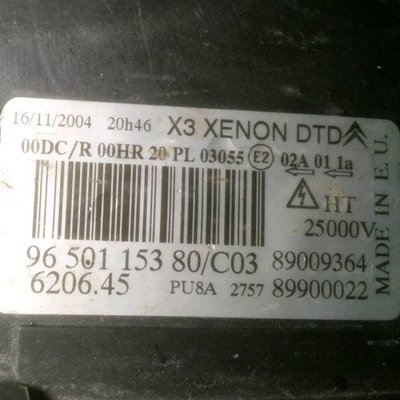 16/11/2004 20h46 X3 XENON DTD
00DC/R 00HR 20 PL 03055 E2 02A 01 1a
HT
25000V
96 501 153 80/C03 89009364
6206.45 PU8A 2757 89900022
MADE IN E.U.